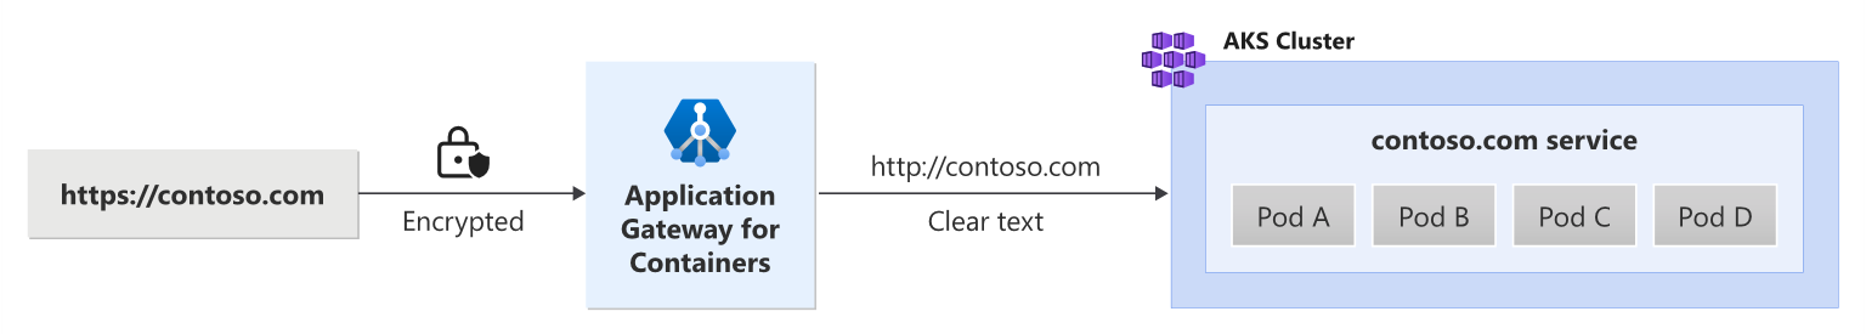 AKS Cluster
https://contoso.com
Encrypted
Application
Gateway for
Containers
http://contoso.com
Clear text
contoso.com service
Pod A
Pod B
Pod C
Pod D